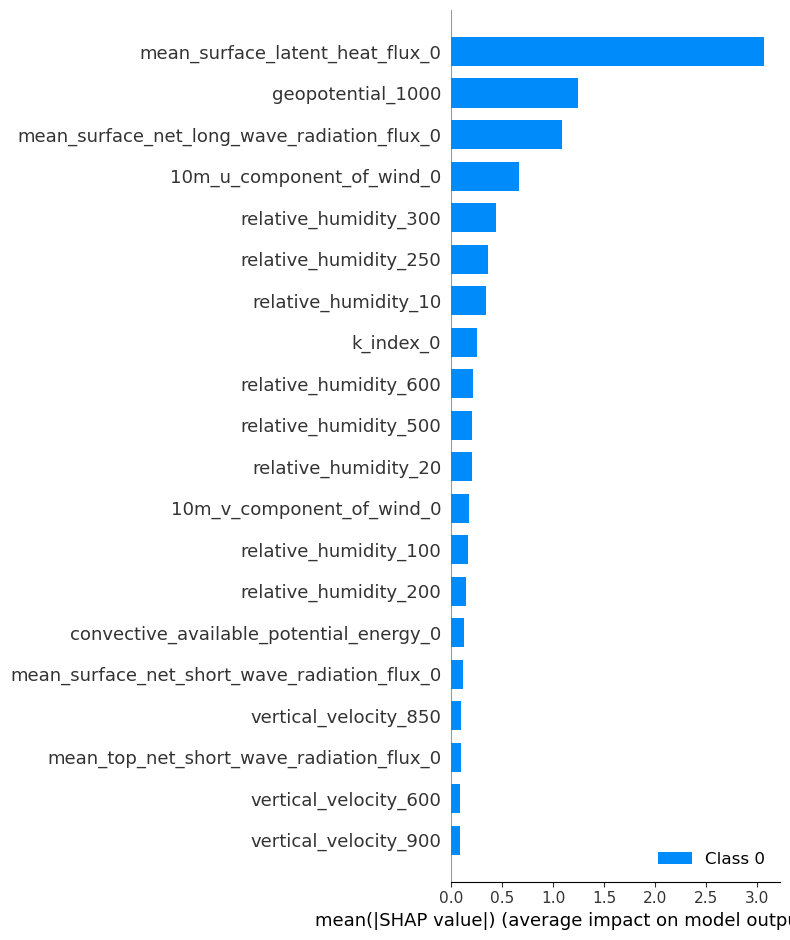 mean_surface_latent_heat_flux_0
geopotential_1000
mean_surface_net_long_wave_radiation_flux_0
10m_u_component_of_wind_0
relative_humidity_300
relative_humidity_250
relative_humidity_10
k_index_0
relative_humidity_600
relative_humidity_500
relative_humidity_20
10m_v_component_of_wind_0
relative_humidity_100
relative_humidity_200
convective_available_potential_energy_0
mean_surface_net_short_wave_radiation_flux_0
vertical_velocity_850
mean_top_net_short_wave_radiation_flux_0
vertical_velocity_600
vertical_velocity_900
Class 0
0.0 0.5 1.0 1.5 2.0 2.5 3.0
mean(|SHAP value|) (average impact on model outpu